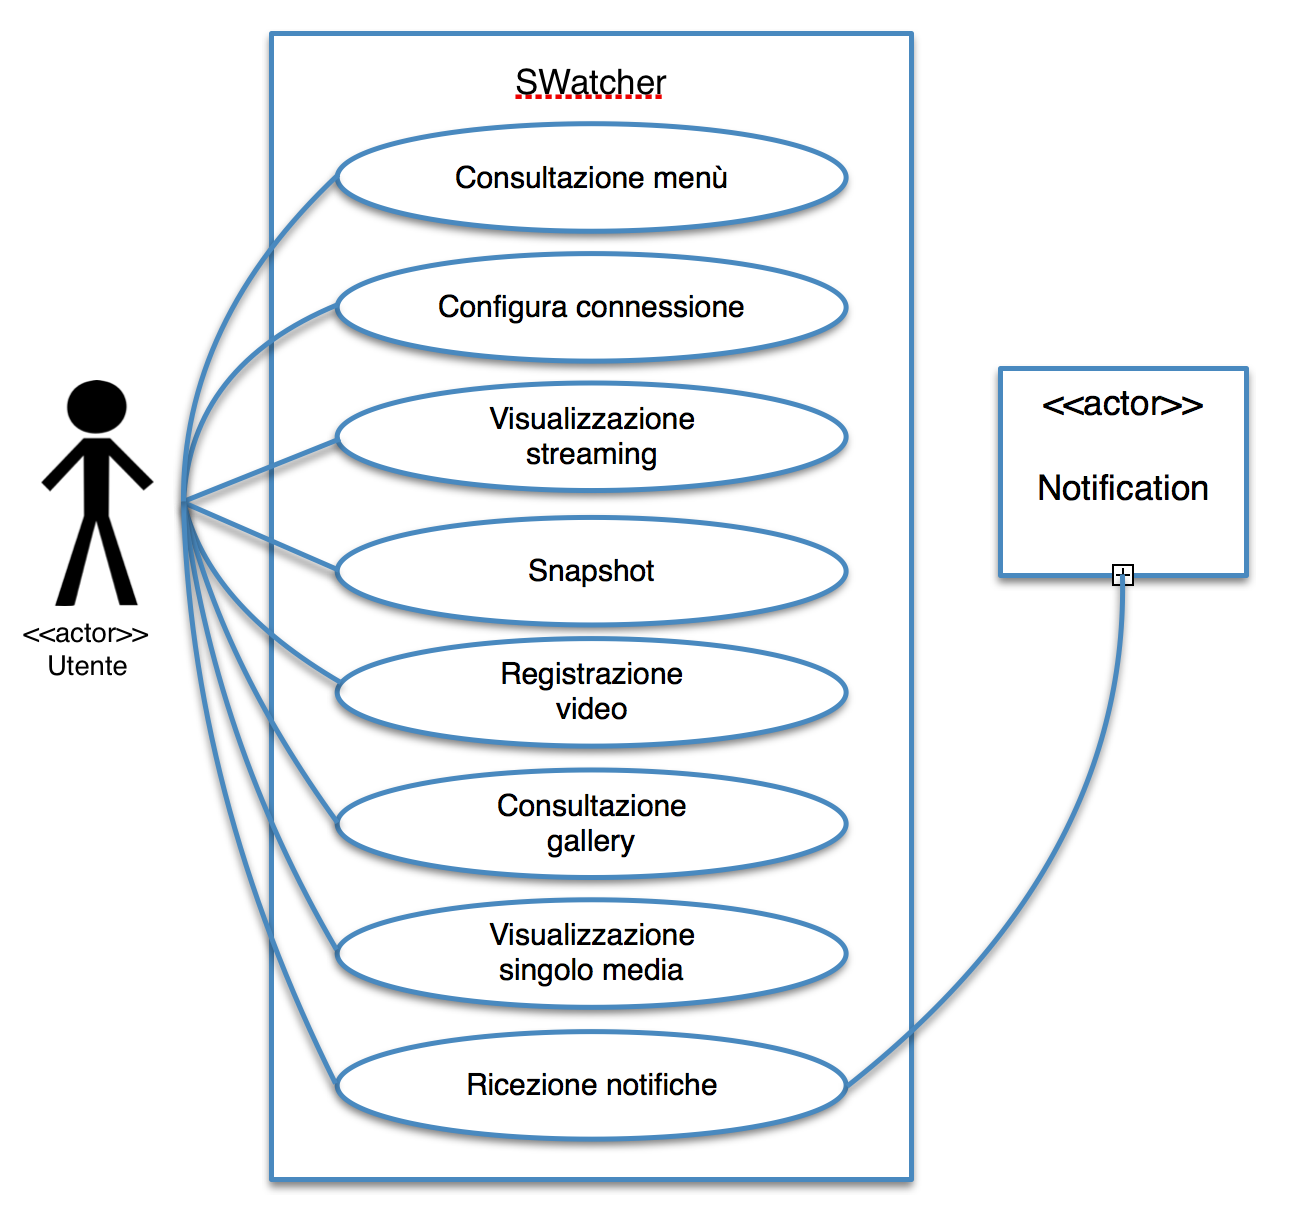 SWatcher
Consultazione menù
Configura connessione
Visualizzazione
streaming
Snapshot
Registrazione
video
Consultazione
gallery
Visualizzazione
singolo media
Ricezione notifiche
<<actor>>
Utente
<<actor>>
Notification